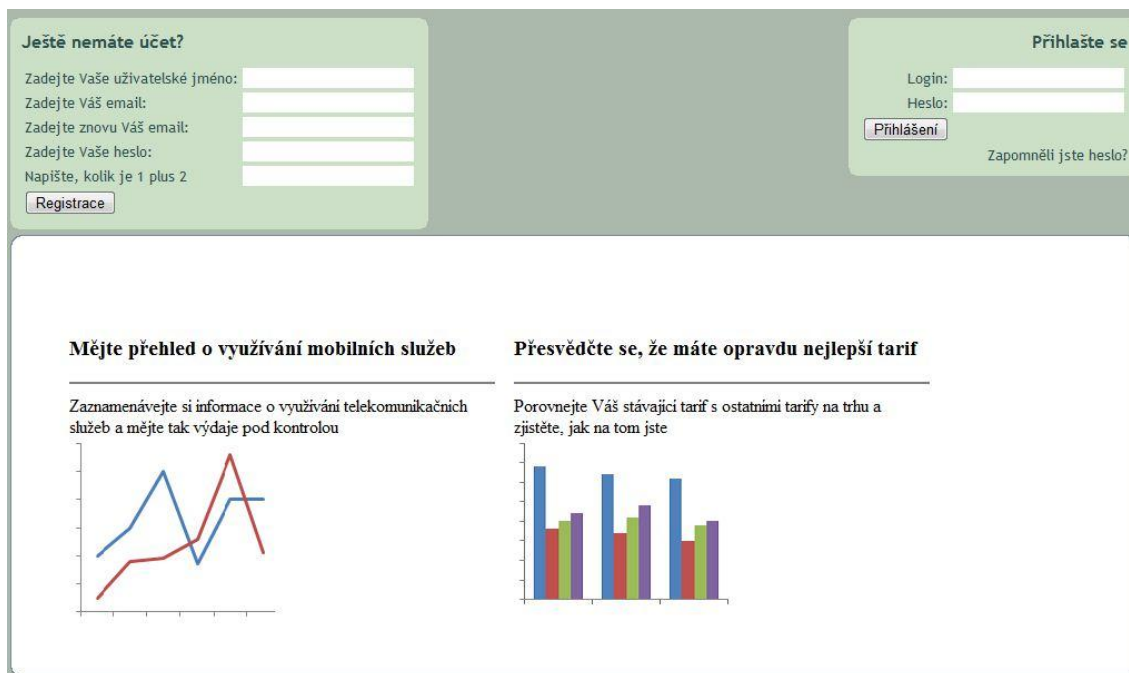 Ještě nemáte účet?
Zadejte Vaše uživatelské jméno:
Zadejte Váš email:
Zadejte znovu Váš email:
Zadejte Vaše heslo:
Napište, kolik je 1 plus 2
Registrace
Přihlašte se
Login:
Heslo:
Přihlášení
Zapomněli jste heslo?
Mějte přehled o využívání mobilních služeb
Zaznamenávejte si informace o využívání telekomunikačnich
služeb a mějte tak výdaje pod kontrolou
Přesvědčte se, že máte opravdu nejlepší tarif
Porovnejte Váš stávající tarif s ostatními tarify na trhu a
zjistěte, jak na tom jste